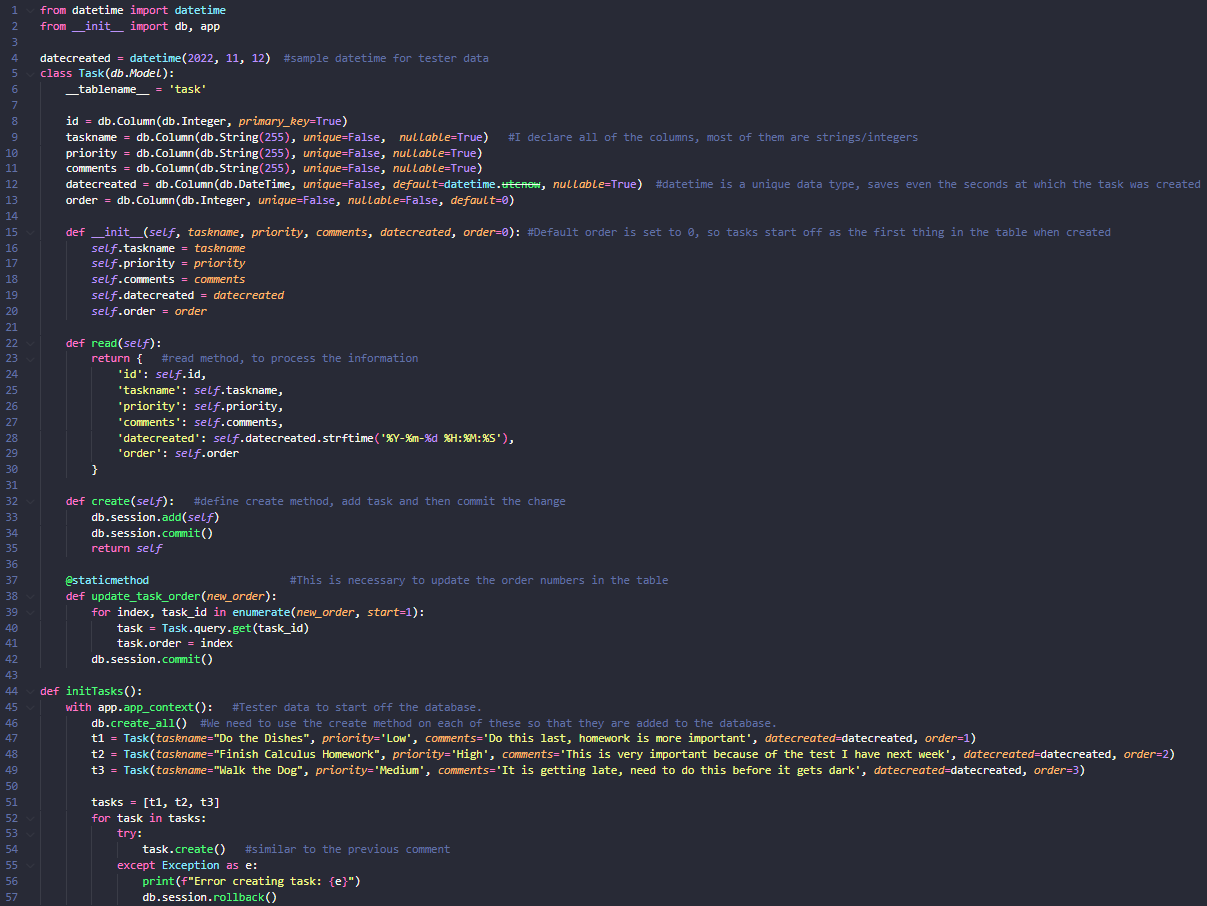 1 from datetime import datetime
2 from __init__ import db, app
3
4 datecreated = datetime(2022, 11, 12)  #sample datetime for tester data
5 class Task(db.Model):
6     __tablename__ = 'task'
7
8     id = db.Column(db.Integer, primary_key=True)
9     taskname = db.Column(db.String(255), unique=False,  nullable=True)   #I declare all of the columns, most of them are strings/integers
10     priority = db.Column(db.String(255), unique=False, nullable=True)
11     comments = db.Column(db.String(255), unique=False, nullable=True)
12     datecreated = db.Column(db.DateTime, unique=False, default=datetime.utcnow, nullable=True)  #datetime is a unique data type, saves even the seconds at which the task was created
13     order = db.Column(db.Integer, unique=False, nullable=False, default=0)
14
15     def __init__(self, taskname, priority, comments, datecreated, order=0): #Default order is set to 0, so tasks start off as the first thing in the table when created
16         self.taskname = taskname
17         self.priority = priority
18         self.comments = comments
19         self.datecreated = datecreated
20         self.order = order
21
22     def read(self):
23         return {   #read method, to process the information
24             'id': self.id,
25             'taskname': self.taskname,
26             'priority': self.priority,
27             'comments': self.comments,
28             'datecreated': self.datecreated.strftime('%Y-%m-%d %H:%M:%S'),
29             'order': self.order
30         }
31
32     def create(self):   #define create method, add task and then commit the change
33         db.session.add(self)
34         db.session.commit()
35         return self
36
37     @staticmethod                      #This is necessary to update the order numbers in the table
38     def update_task_order(new_order):
39         for index, task_id in enumerate(new_order, start=1):
40             task = Task.query.get(task_id)
41             task.order = index
42         db.session.commit()
43
44 def initTasks():
45     with app.app_context():   #Tester data to start off the database.
46         db.create_all()  #We need to use the create method on each of these so that they are added to the database.
47         t1 = Task(taskname="Do the Dishes", priority='Low', comments='Do this last, homework is more important', datecreated=datecreated, order=1)
48         t2 = Task(taskname="Finish Calculus Homework", priority='High', comments='This is very important because of the test I have next week', datecreated=datecreated, order=2)
49         t3 = Task(taskname="Walk the Dog", priority='Medium', comments='It is getting late, need to do this before it gets dark', datecreated=datecreated, order=3)
50
51         tasks = [t1, t2, t3]
52         for task in tasks:
53             try:
54                 task.create()   #similar to the previous comment
55             except Exception as e:
56                 print(f"Error creating task: {e}")
57                 db.session.rollback()